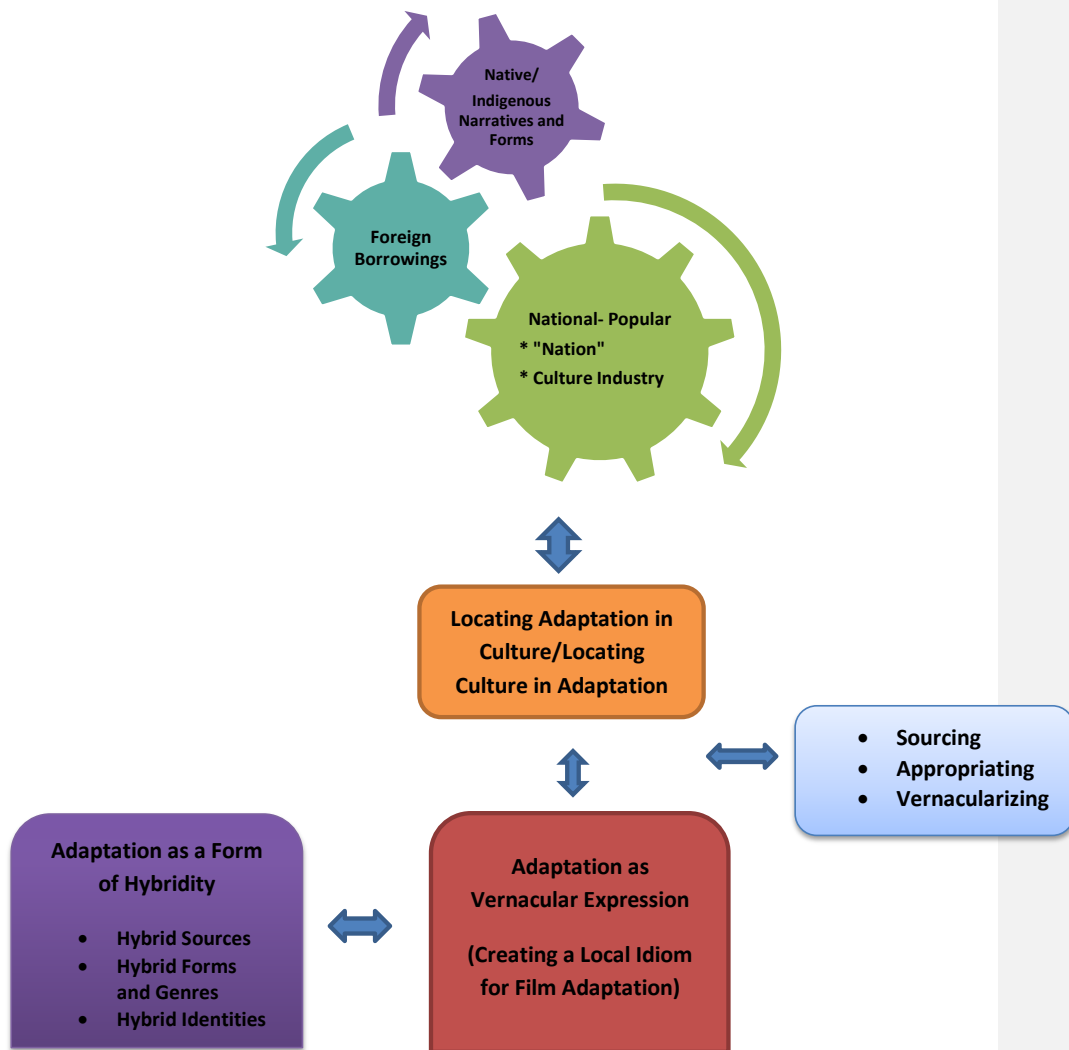 Native/
Indigenous
Narratives and
Forms
Foreign
Borrowings
National- Popular
* "Nation"
* Culture Industry
Locating Adaptation in
Culture/Locating
Culture in Adaptation
• Sourcing
• Appropriating
• Vernacularizing
Adaptation as a Form
of Hybridity
• Hybrid Sources
• Hybrid Forms
and Genres
• Hybrid Identities
Adaptation as
Vernacular Expression
(Creating a Local Idiom
for Film Adaptation)